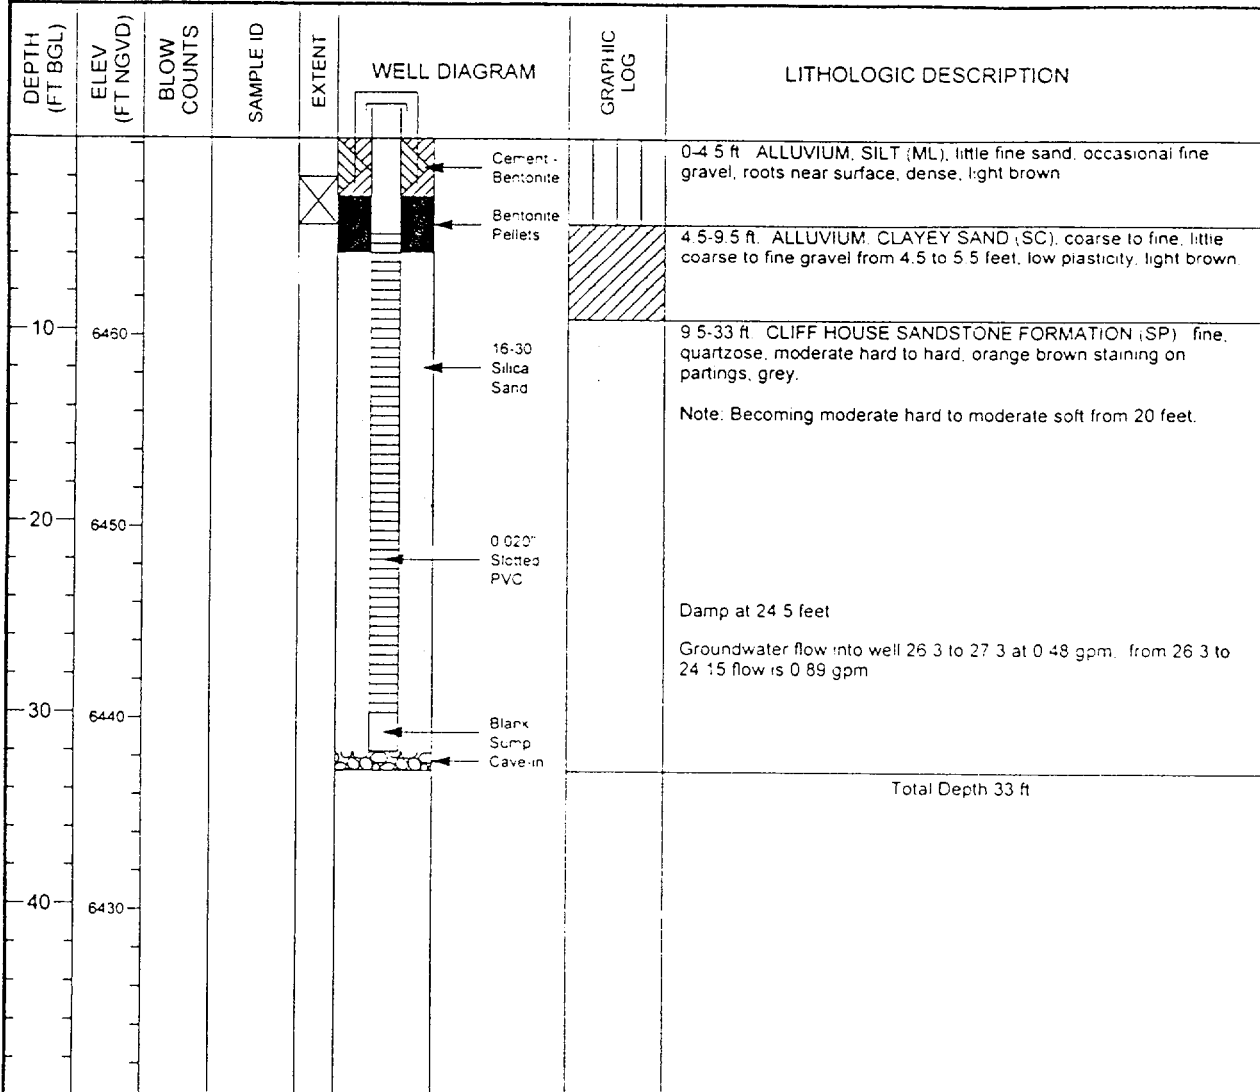 DEPTH
(FT BGL)
ELEV
(FT NGVD)
BLOW
COUNTS
SAMPLE ID
EXTENT
WELL DIAGRAM
GRAPHIC
LOG
LITHOLOGIC DESCRIPTION
Cement -
Bentonite
Bentonite
Pellets
0-4 5 ft ALLUVIUM, SILT (ML), little fine sand, occasional fine
gravel, roots near surface, dense, light brown
4.5-9.5 ft. ALLUVIUM. CLAYEY SAND (SC), coarse to fine, little
coarse to fine gravel from 4.5 to 5.5 feet, low plasticity, light brown
10
6460
16-30
Silica
Sand
9 5-33 ft CLIFF HOUSE SANDSTONE FORMATION (SP) fine,
quartzose, moderate hard to hard, orange brown staining on
partings, grey.
Note: Becoming moderate hard to moderate soft from 20 feet.
20
6450
0 020"
Slotted
PVC
Damp at 24 5 feet
Groundwater flow into well 26 3 to 27 3 at 0 48 gpm. from 26 3 to
24 15 flow is 0 89 gpm
30
6440
Blank
Sump
Cave-in
Total Depth 33 ft
40
6430